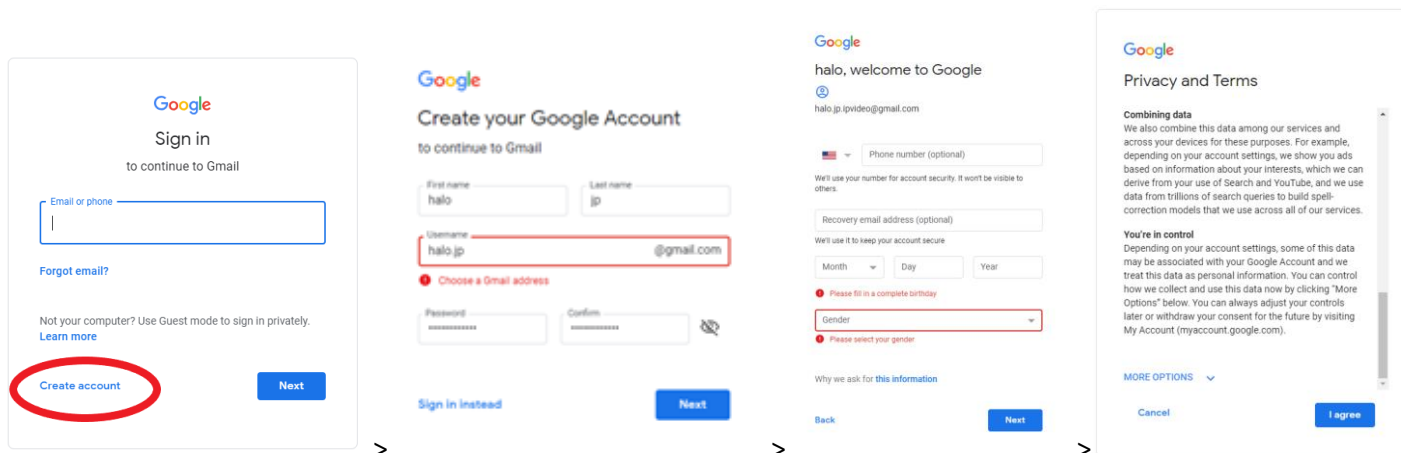 Google
Sign in
to continue to Gmail
Email or phone
Forgot email?
Not your computer? Use Guest mode to sign in privately.
Learn more
Create account
Next
>
Google
Create your Google Account
to continue to Gmail
First name
Last name
halo
jp
Username
halo.jp
@gmail.com
Choose a Gmail address
Password
Confirm
Sign in instead
Next
>
Google
halo, welcome to Google
halo.jp.ipvideo@gmail.com
Phone number (optional)
We'll use your number for account security. It won't be visible to
others.
Recovery email address (optional)
We'll use it to keep your account secure
Month
Day
Year
Please fill in a complete birthday
Gender
Please select your gender
Why we ask for this information
Back
Next
>
Google
Privacy and Terms
Combining data
We also combine this data among our services and
across your devices for these purposes. For example,
depending on your account settings, we show you ads
based on information about your interests, which we can
derive from your use of Search and YouTube, and we use
data from trillions of search queries to build spell-
correction models that we use across all of our services.
You're in control
Depending on your account settings, some of this data
may be associated with your Google Account and we
treat this data as personal information. You can control
how we collect and use this data now by clicking "More
Options" below. You can always adjust your controls
later or withdraw your consent for the future by visiting
My Account (myaccount.google.com).
MORE OPTIONS
Cancel
I agree